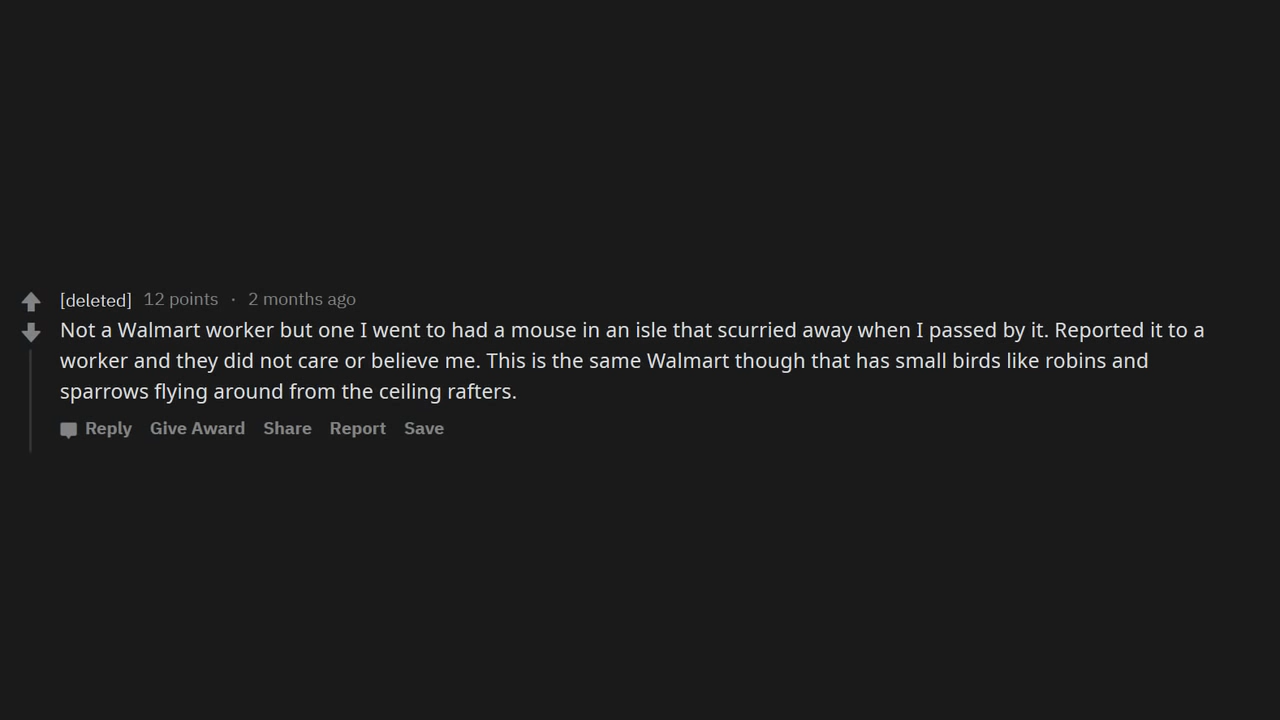 [deleted] 12 points · 2 months ago
Not a Walmart worker but one I went to had a mouse in an isle that scurried away when I passed by it. Reported it to a
worker and they did not care or believe me. This is the same Walmart though that has small birds like robins and
sparrows flying around from the ceiling rafters.
Reply Give Award Share Report Save